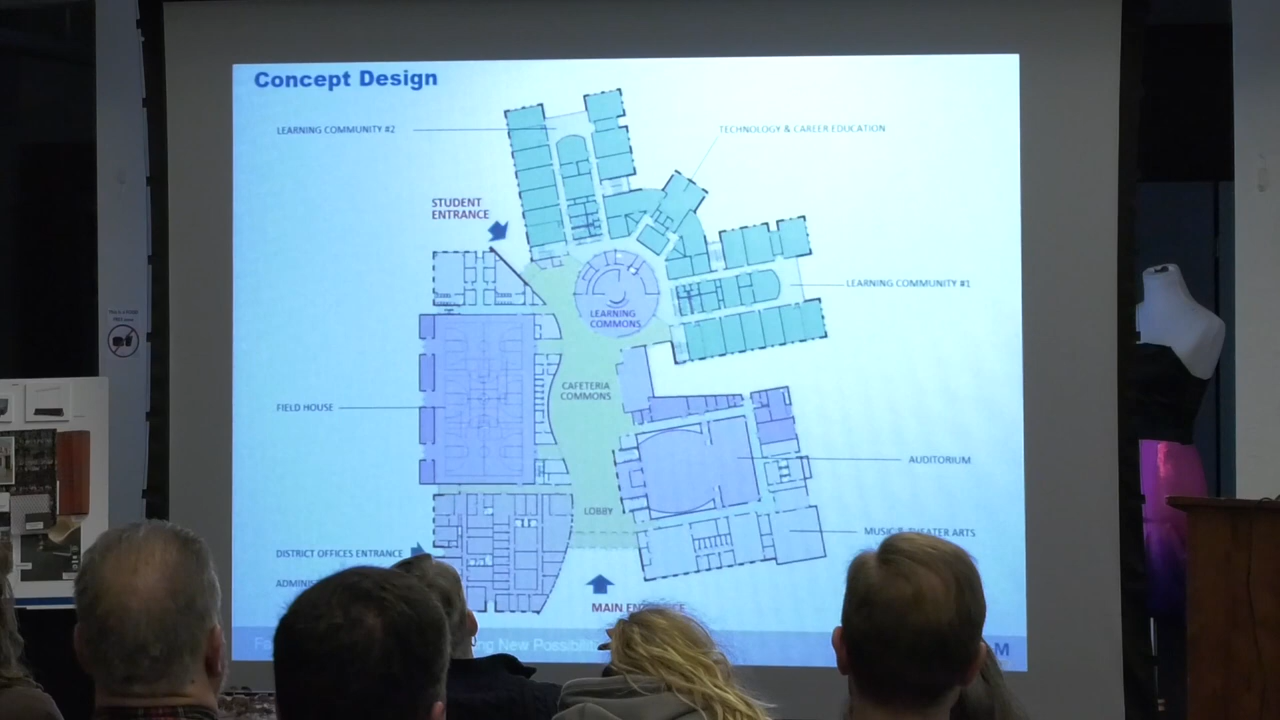 Concept Design
LEARNING COMMUNITY #2
TECHNOLOGY & CAREER EDUCATION
STUDENT
ENTRANCE
LEARNING COMMUNITY #1
LEARNING
COMMONS
CAFETERIA
COMMONS
FIELD HOUSE
AUDITORIUM
LOBBY
MUSIC & THEATER ARTS
DISTRICT OFFICES ENTRANCE
MAIN
New